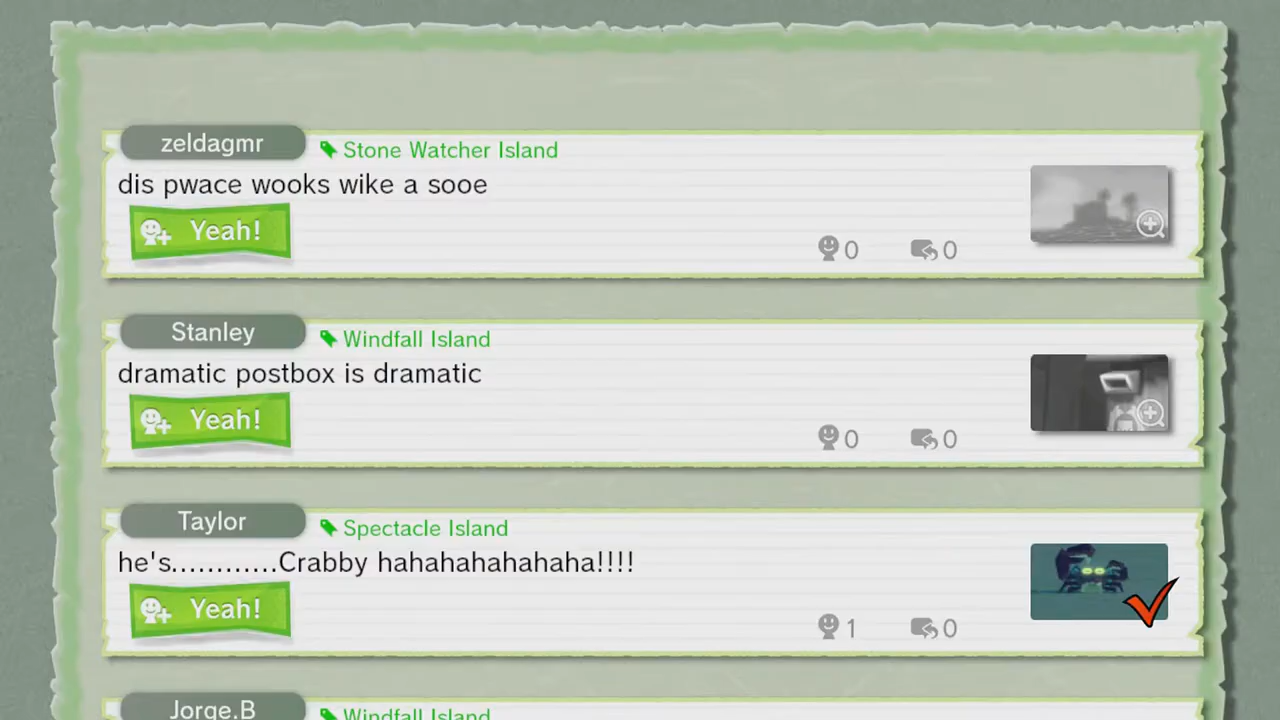 zeldagmr
Stone Watcher Island
dis pwace wooks wike a sooe
Yeah!
0 0
Stanley
Windfall Island
dramatic postbox is dramatic
Yeah!
0 0
Taylor
Spectacle Island
he's............Crabby hahahahahahaha!!!!
Yeah!
1 0
Jorge.B
Windfall Island